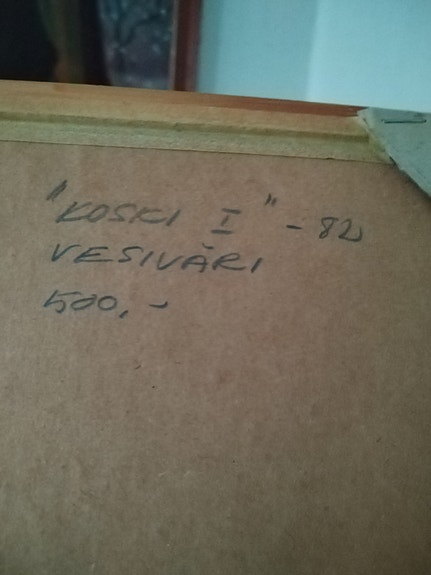 "KOSKI I" -82
VESIVÄRI
500,-